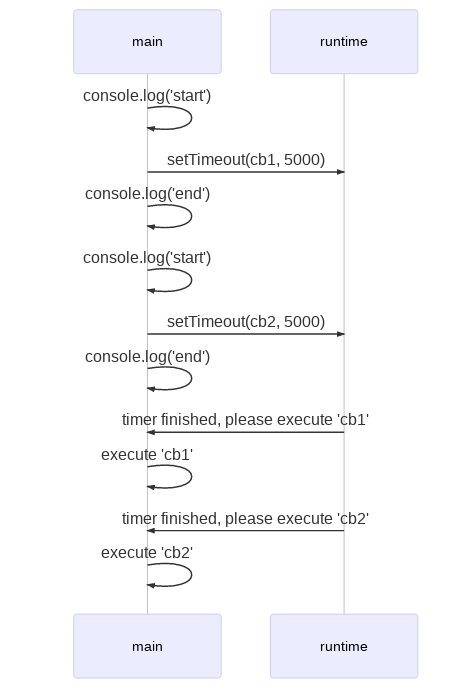 main runtime
console.log('start')
setTimeout(cb1, 5000)
console.log('end')
console.log('start')
setTimeout(cb2, 5000)
console.log('end')
timer finished, please execute 'cb1'
execute 'cb1'
timer finished, please execute 'cb2'
execute 'cb2'
main runtime